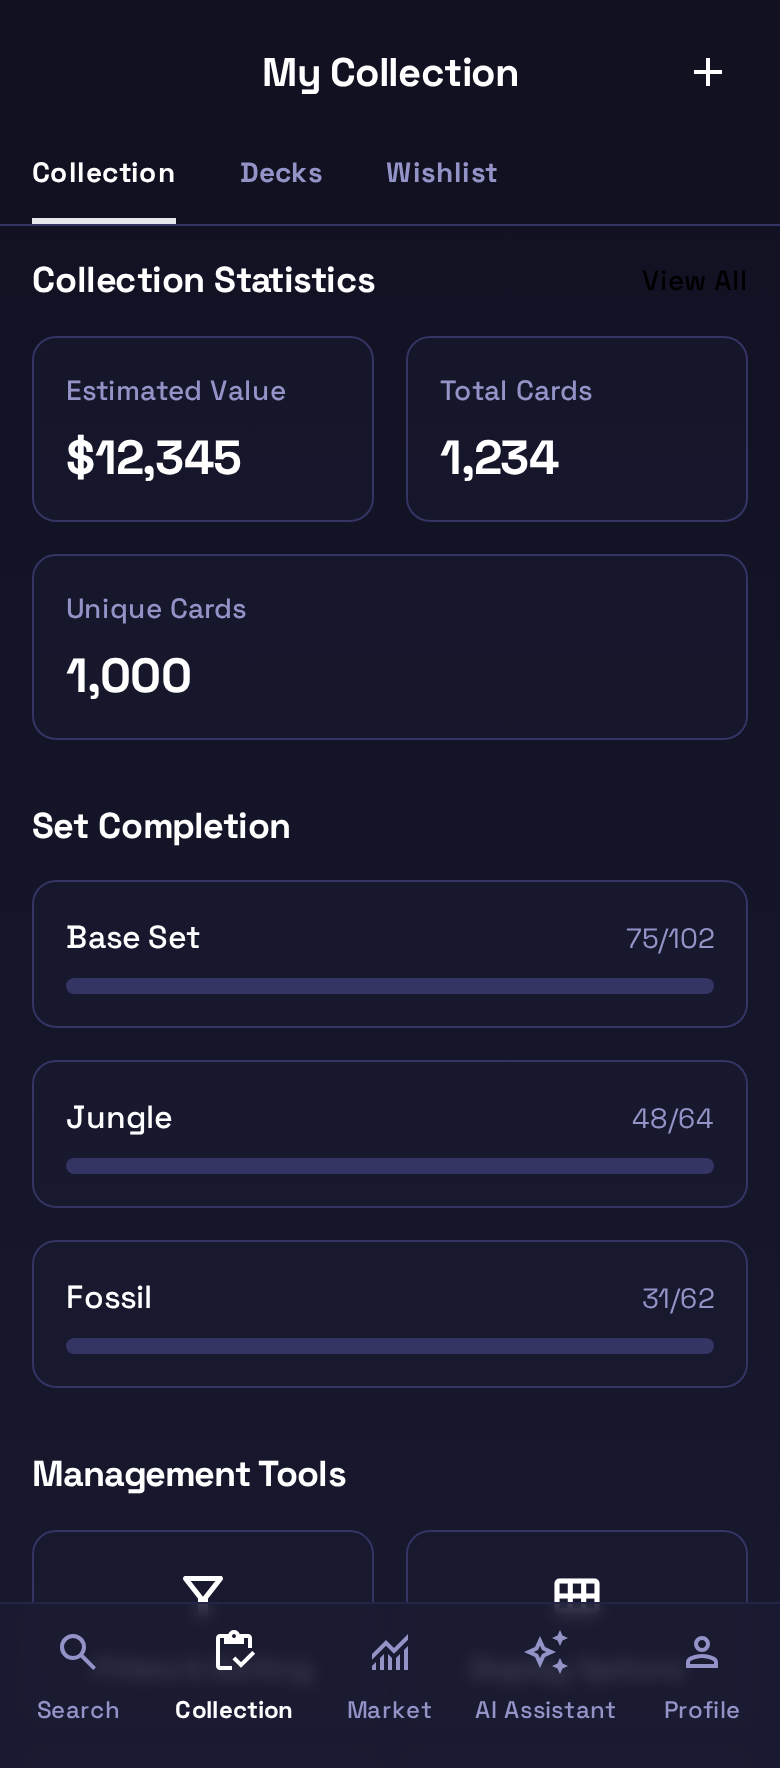 My Collection
Collection Decks Wishlist
Collection Statistics View All
Estimated Value Total Cards
$12,345 1,234
Unique Cards
1,000
Set Completion
Base Set 75/102
Jungle 48/64
Fossil 31/62
Management Tools
Search Collection Market AI Assistant Profile